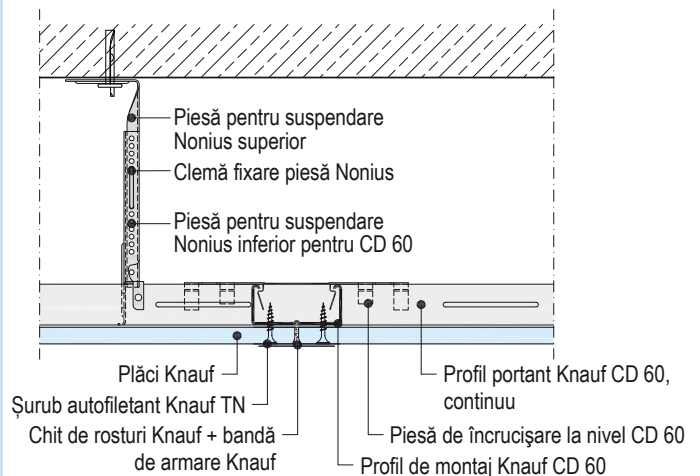 Piesă pentru suspendare
Nonius superior
Clemă fixare piesă Nonius
Piesă pentru suspendare
Nonius inferior pentru CD 60
Plăci Knauf
Șurub autofiletant Knauf TN
Chit de rosturi Knauf + bandă
de armare Knauf
Profil portant Knauf CD 60,
continuu
Piesă de încrucișare la nivel CD 60
Profil de montaj Knauf CD 60